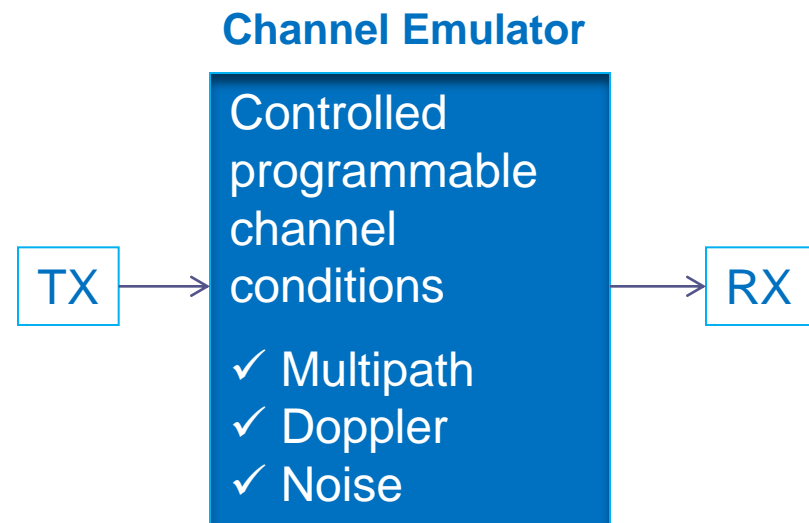 Channel Emulator
Controlled
programmable
channel
conditions
TX
RX
✓ Multipath
✓ Doppler
✓ Noise